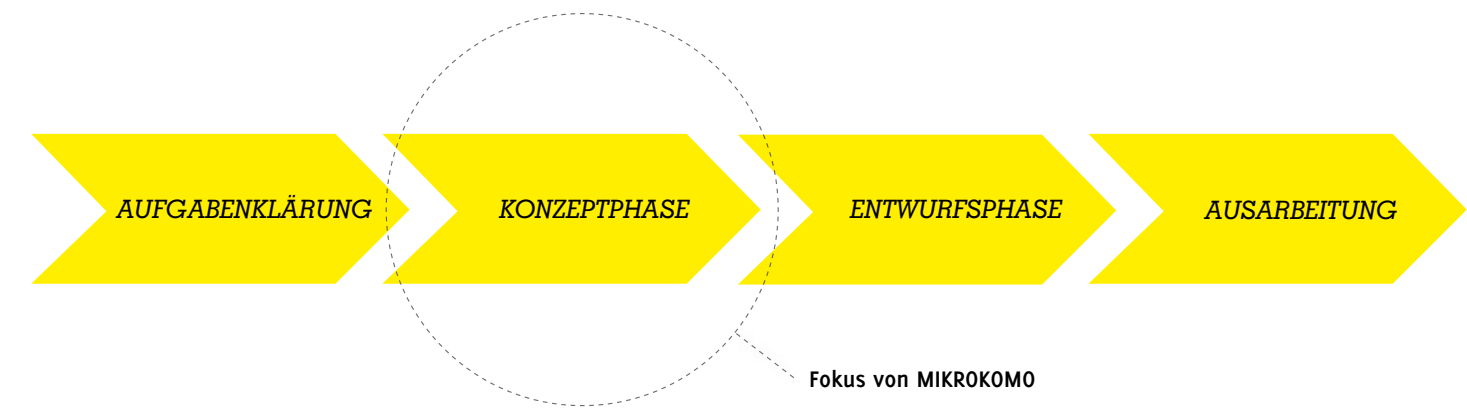 AUFGABENKLÄRUNG
KONZEPTPHASE
ENTWURFSPHASE
AUSARBEITUNG
Fokus von MIKROKOMO